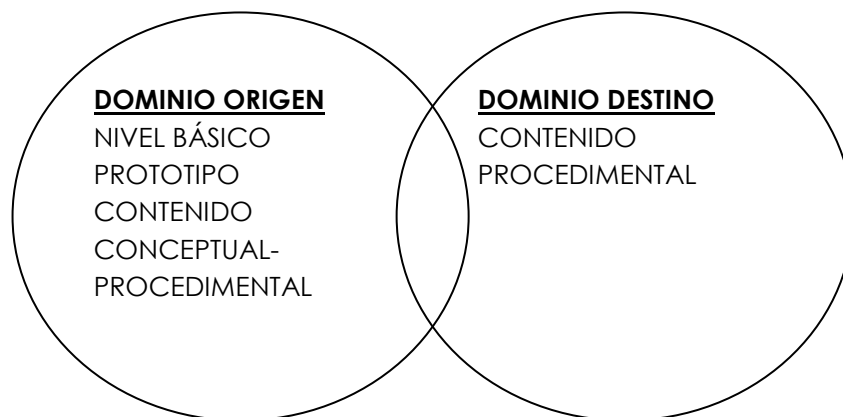 DOMINIO ORIGEN
NIVEL BÁSICO
PROTOTIPO
CONTENIDO
CONCEPTUAL-
PROCEDIMENTAL
DOMINIO DESTINO
CONTENIDO
PROCEDIMENTAL